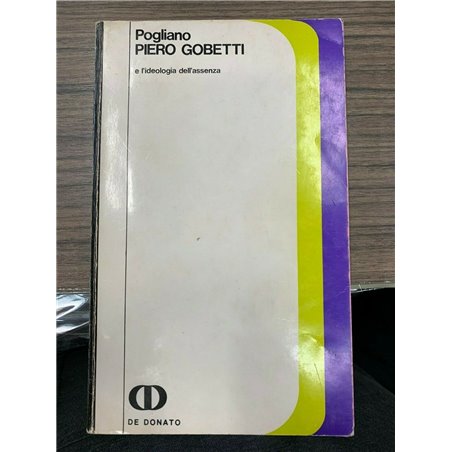 Pogliano
PIERO GOBETTI
e l'ideologia dell'assenza
DE DONATO